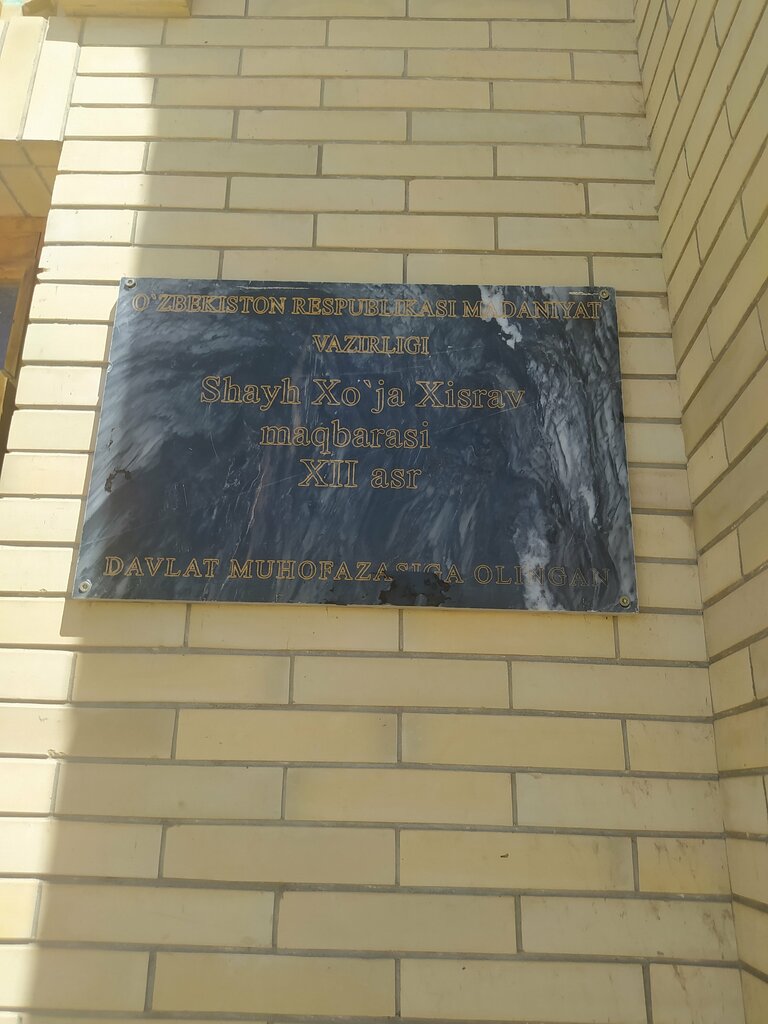 O`ZBEKISTON RESPUBLIKASI MADANIYAT
VAZIRLIGI
Shayh Xo`ja Xisrav
maqbarasi
XII asr
DAVLAT MUHOFAZASIGA OLINGAN